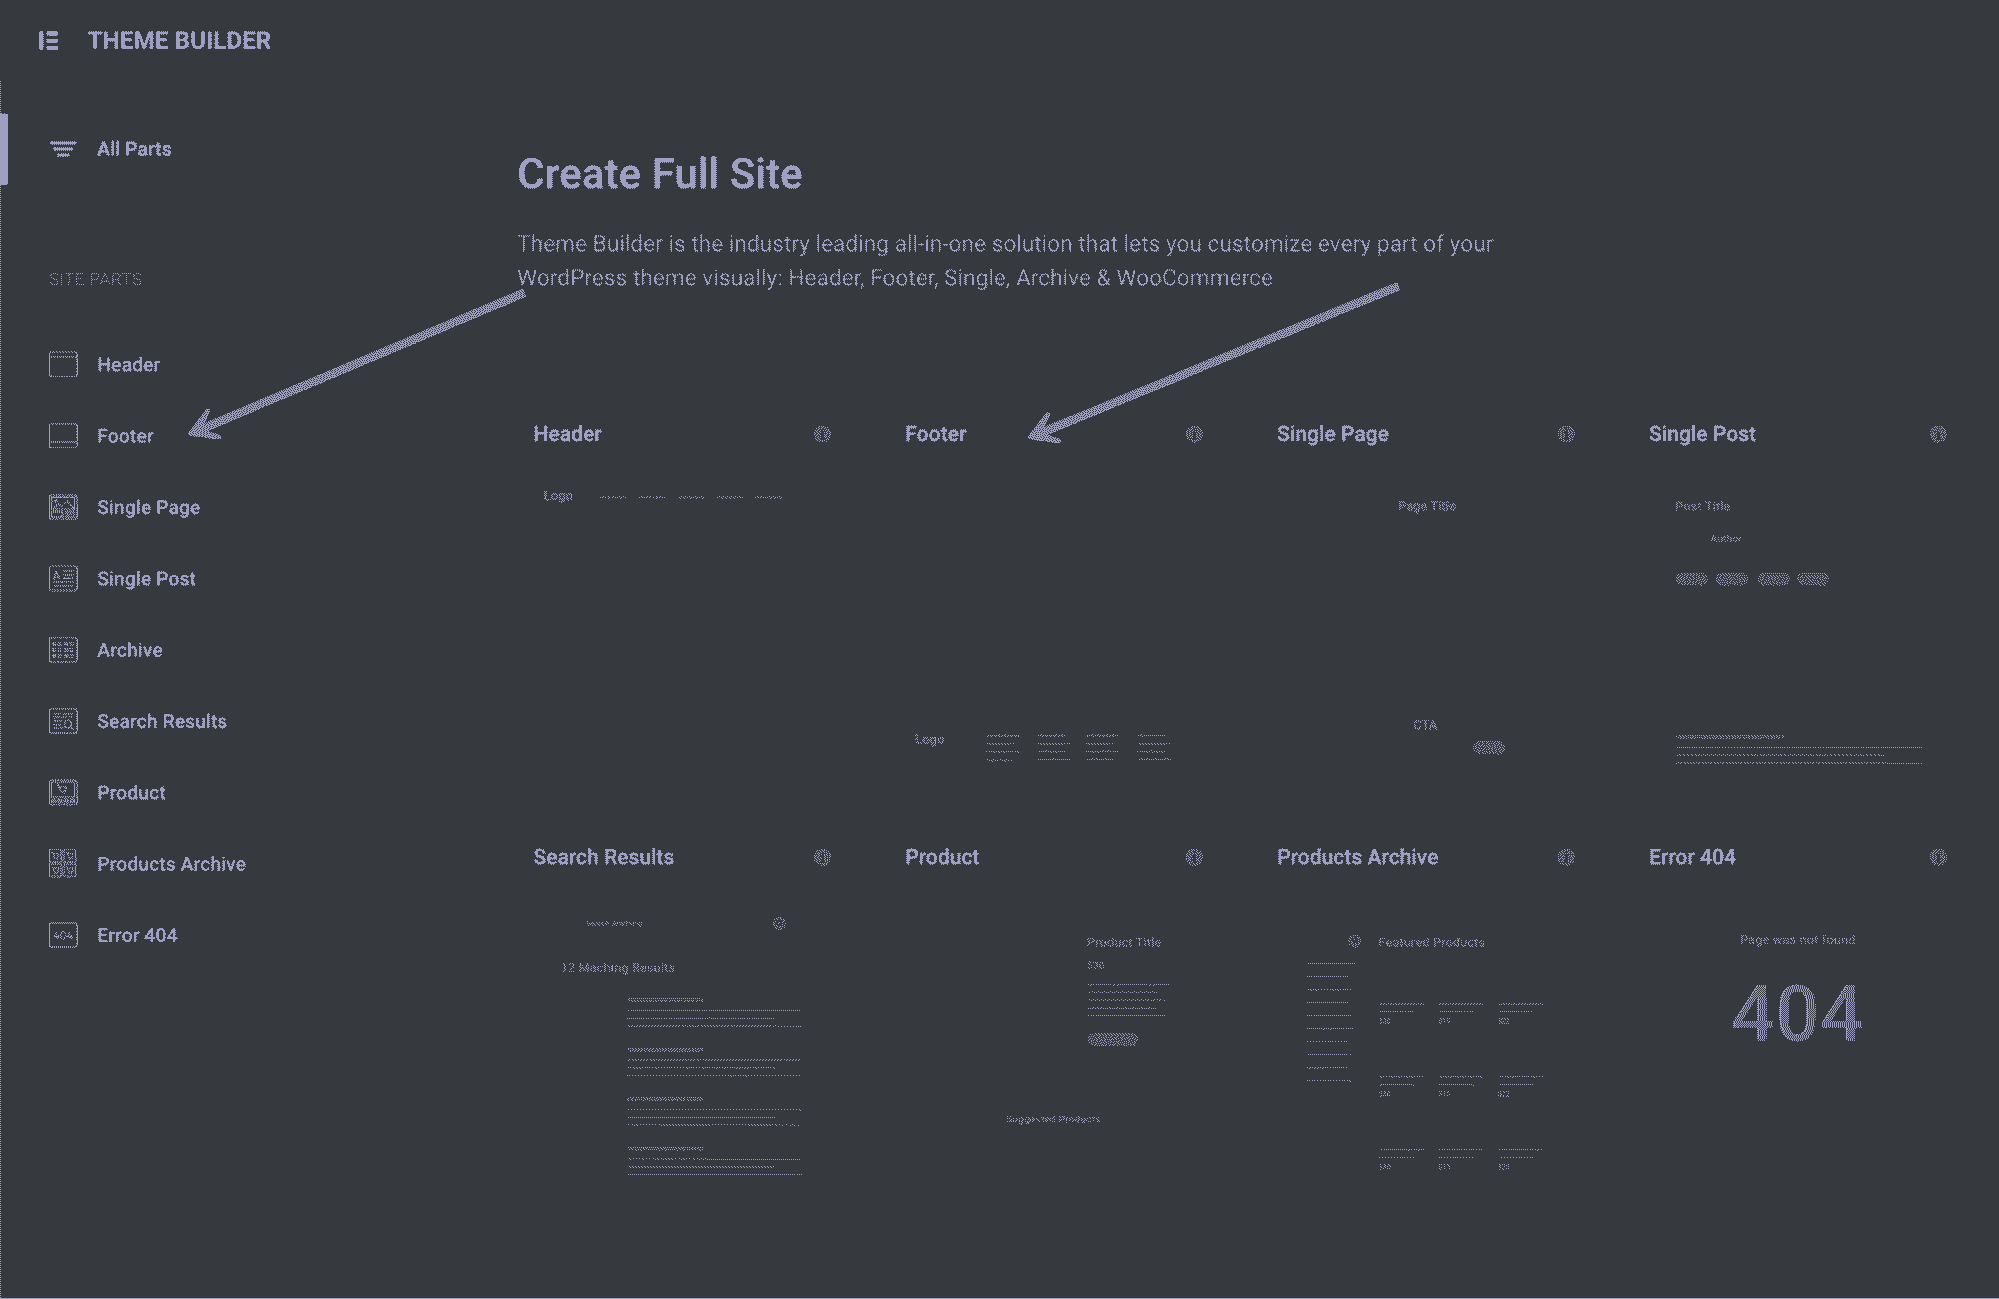 THEME BUILDER
All Parts
Create Full Site
Theme Builder is the industry leading all-in-one solution that lets you customize every part of your
WordPress theme visually: Header, Footer, Single, Archive & WooCommerce
SITE PARTS
Header
Footer
Single Page
Single Post
Archive
Search Results
Product
Products Archive
Error 404
Header
Logo
Footer
Logo
Single Page
Page Title
CTA
Single Post
Post Title
Author
Search Results
12 Maching Results
Product
Product Title
Suggested Products
Products Archive
Featured Products
Error 404
Page was not found
404